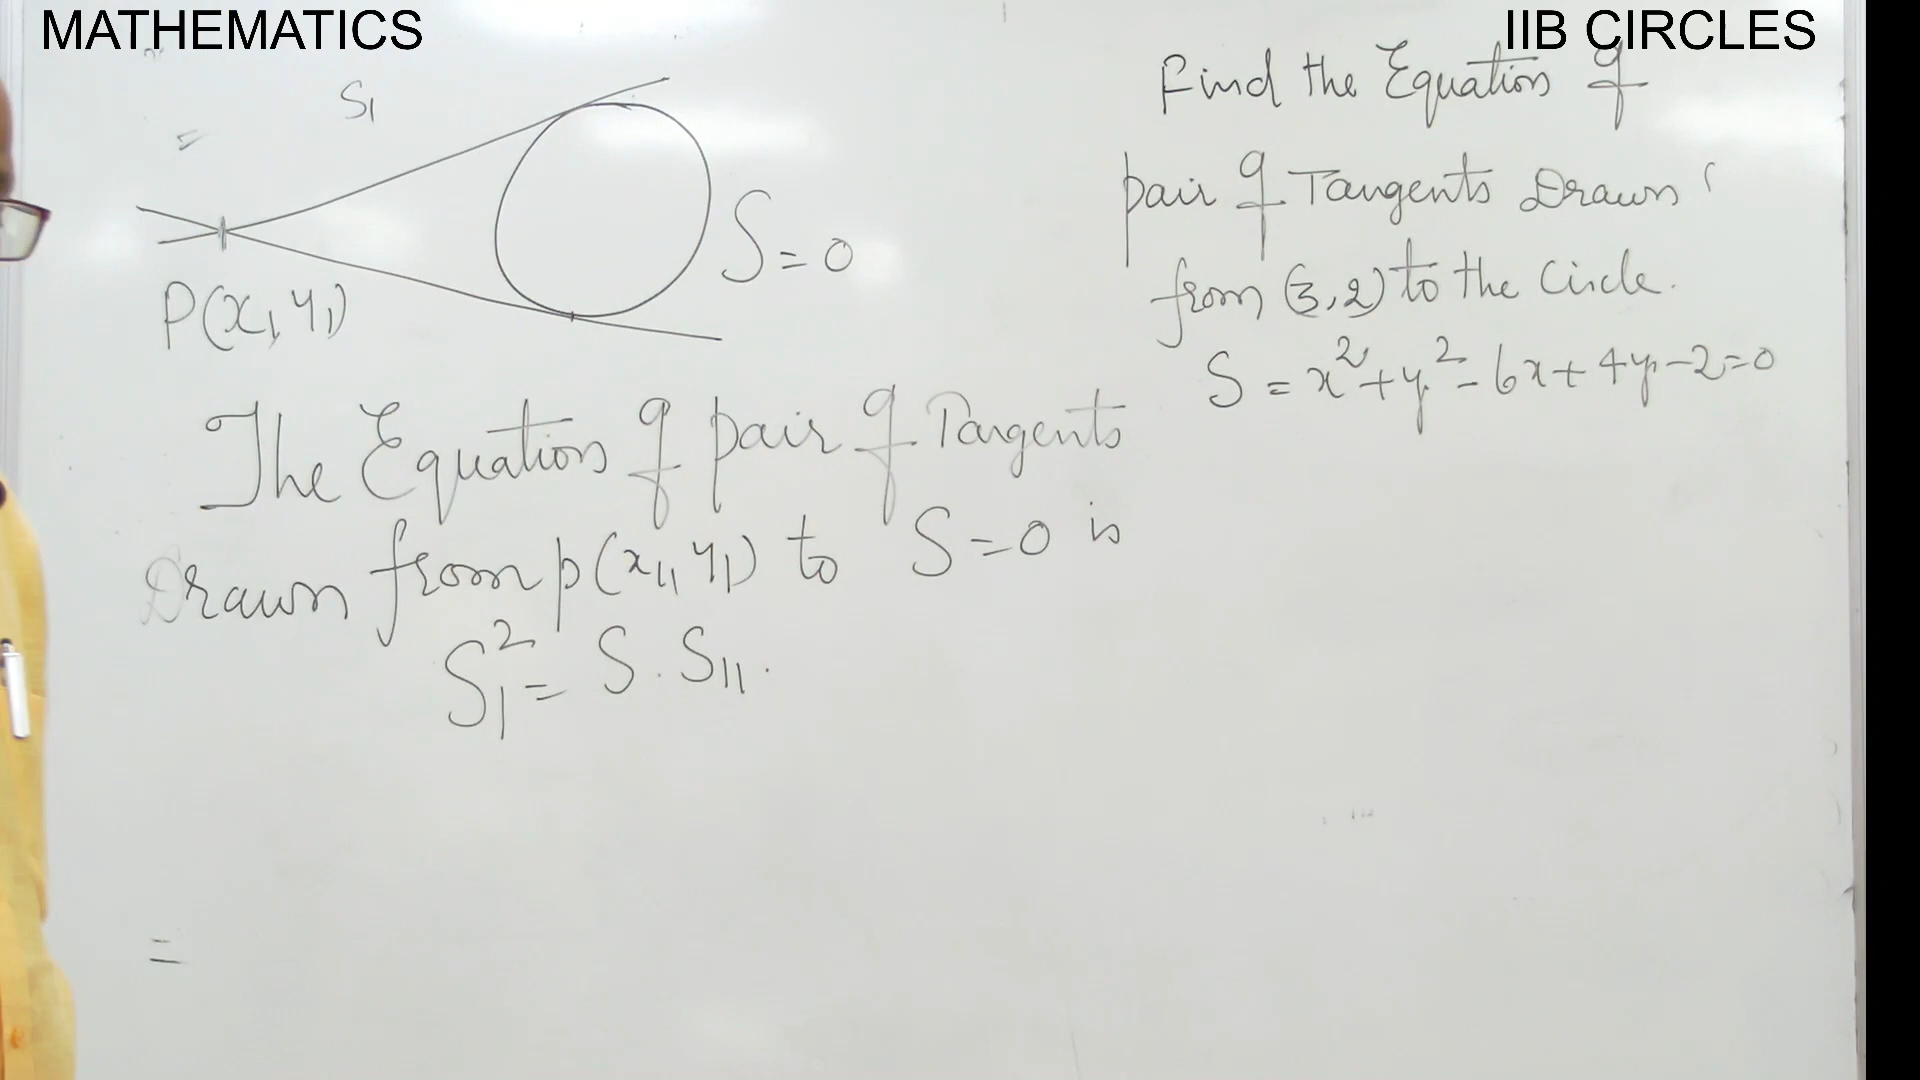 MATHEMATICS
IIB CIRCLES
S₁
S = 0
P(x₁, y₁)
The Equation of pair of Tangents
Drawn from p(x₁, y₁) to S = 0 is
S₁² = S . S₁₁ .
=
Find the Equation of
pair of Tangents Drawn
from (3, 2) to the Circle.
S = x² + y² - 6x + 4y - 2 = 0